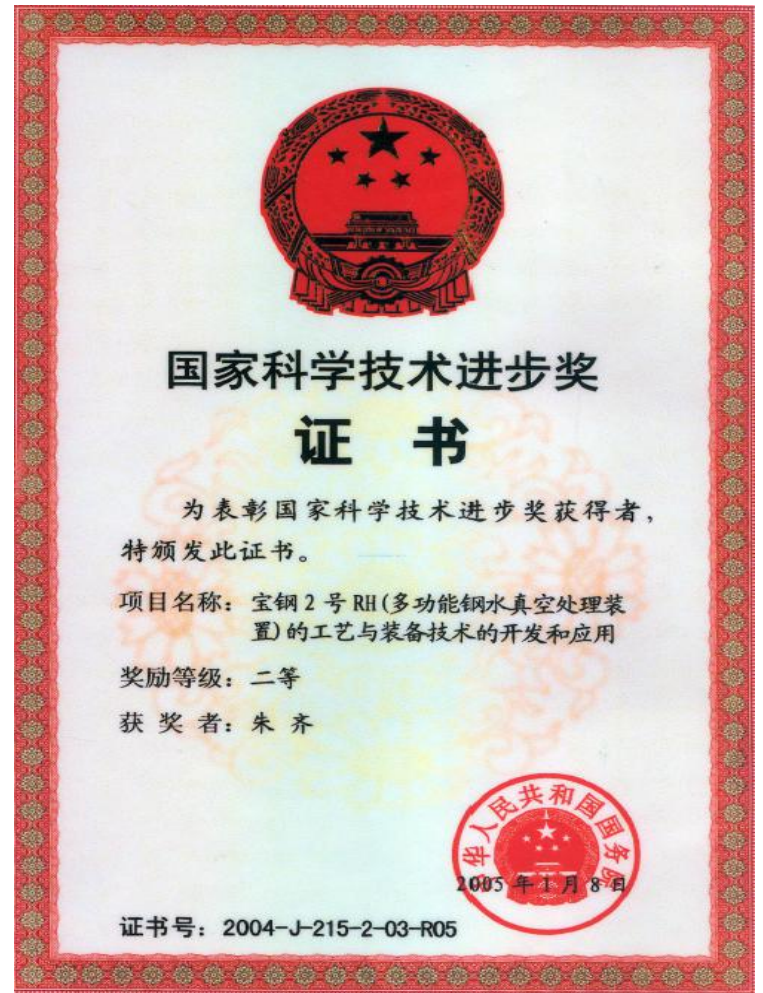 国家科学技术进步奖
证 书
为表彰国家科学技术进步奖获得者，
特颁发此证书。
项目名称：宝钢2号RH(多功能钢水真空处理装
置)的工艺与装备技术的开发和应用
奖励等级：二等
获 奖 者：朱 齐
中华人民共和国国务院
2005年1月8日
证书号：2004-J-215-2-03-R05